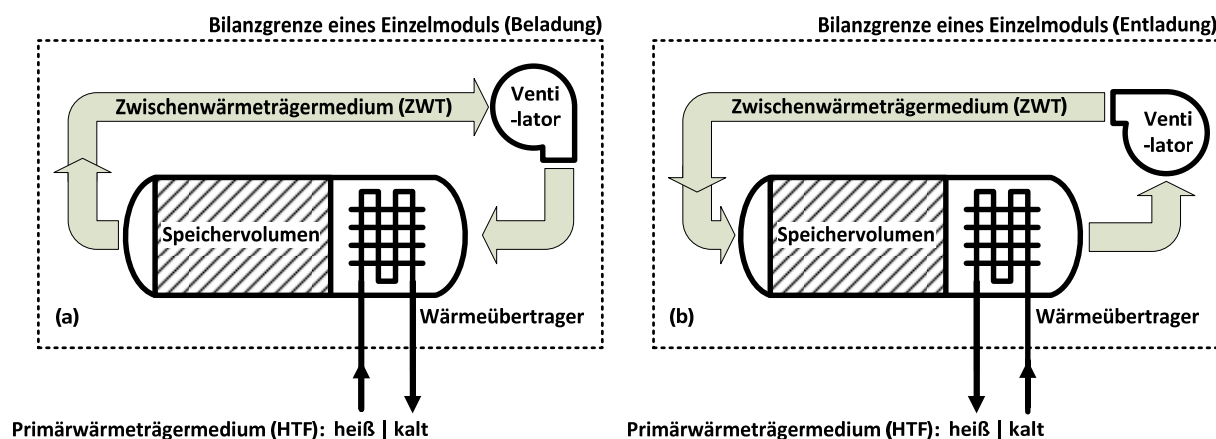 Bilanzgrenze eines Einzelmoduls (Beladung)
Zwischenwärmeträgermedium (ZWT)
Venti
-lator
Speichervolumen
(a)
Wärmeübertrager
Primärwärmeträgermedium (HTF): heiß | kalt
Bilanzgrenze eines Einzelmoduls (Entladung)
Zwischenwärmeträgermedium (ZWT)
Venti
-lator
Speichervolumen
(b)
Wärmeübertrager
Primärwärmeträgermedium (HTF): heiß | kalt